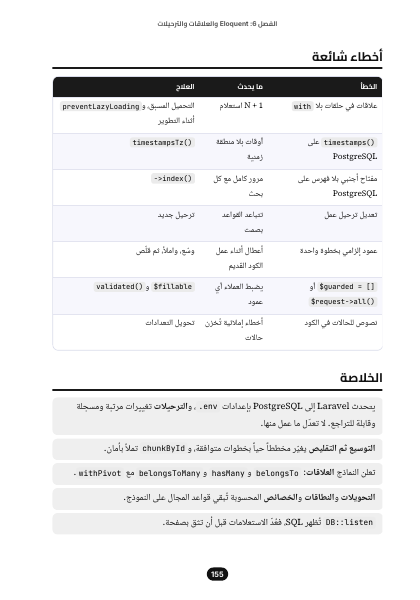 الفصل 6: Eloquent والعلاقات والترحيلات
أخطاء شائعة
الخطأ ما يحدث العلاج
علاقات في حلقات بلا with N + 1 استعلام التحميل المسبق، و preventLazyLoading
أثناء التطوير
timestamps() على أوقات بلا منطقة timestampsTz()
PostgreSQL زمنية
مفتاح أجنبي بلا فهرس على مرور كامل مع كل ->index()
PostgreSQL بحث
تعديل ترحيل عمل تتباعد القواعد ترحيل جديد
بصمت
عمود إلزامي بخطوة واحدة أعطال أثناء عمل وسّع، واملأ، ثم قلّص
الكود القديم
$guarded = [] أو يضبط العملاء أي $fillable و validated()
$request->all() عمود
نصوص للحالات في الكود أخطاء إملائية تُخزن تحويل التعدادات
حالات
الخلاصة
يتحدث Laravel إلى PostgreSQL بإعدادات .env ، والترحيلات تغييرات مرتبة ومسجلة
وقابلة للتراجع. لا تعدّل ما عمل منها.
التوسيع ثم التقليص يغيّر مخططاً حياً بخطوات متوافقة، و chunkById تملأ بأمان.
تعلن النماذج العلاقات: belongsTo و hasMany و belongsToMany مع withPivot .
التحويلات والنطاقات والخصائص المحسوبة تُبقي قواعد المجال على النموذج.
DB::listen تُظهر SQL، فعُدّ الاستعلامات قبل أن تثق بصفحة.
155